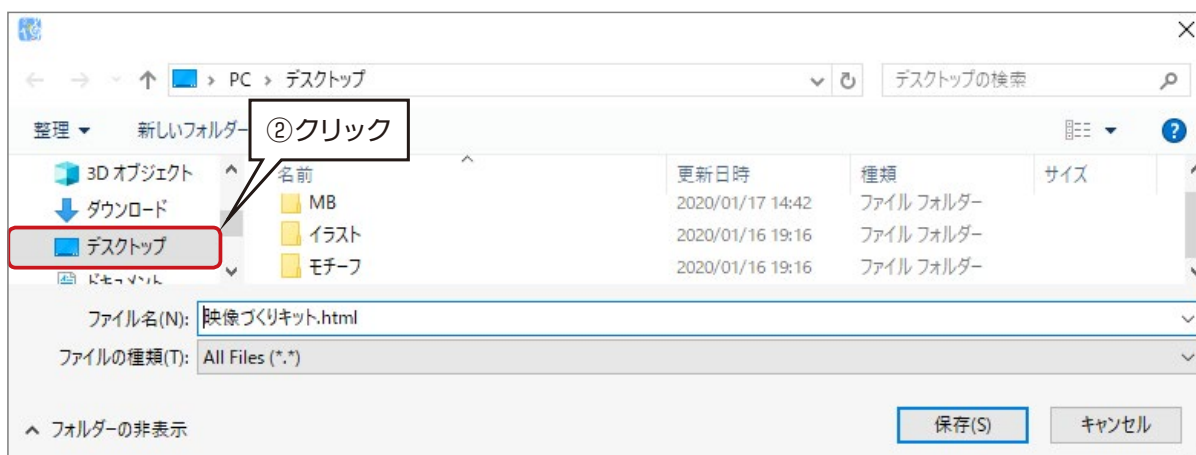 PC › デスクトップ
デスクトップの検索
整理
新しいフォルダー
②クリック
3D オブジェクト
ダウンロード
デスクトップ
ドキュメント
名前 更新日時 種類 サイズ
MB 2020/01/17 14:42 ファイル フォルダー
イラスト 2020/01/16 19:16 ファイル フォルダー
モチーフ 2020/01/16 19:16 ファイル フォルダー
ファイル名(N): 映像づくりキット.html
ファイルの種類(T): All Files (*.*)
フォルダーの非表示
保存(S)
キャンセル